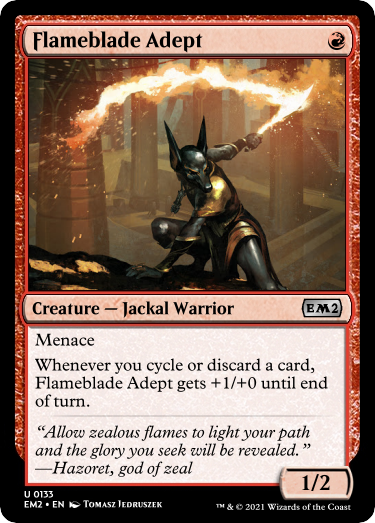 Flameblade Adept
Creature — Jackal Warrior
EM2
Menace
Whenever you cycle or discard a card,
Flameblade Adept gets +1/+0 until end
of turn.
“Allow zealous flames to light your path
and the glory you seek will be revealed.”
—Hazoret, god of zeal
1/2
U 0133
EM2 • EN Tomasz Jedruszek
™ & © 2021 Wizards of the Coast